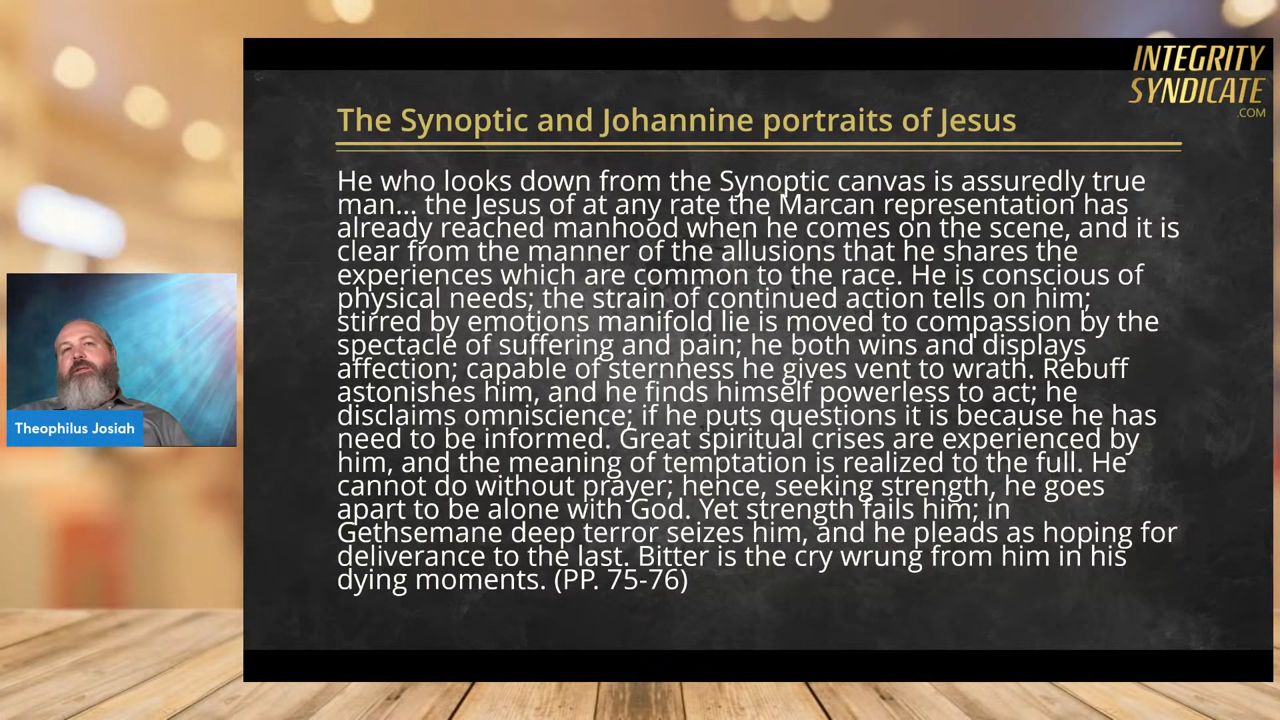 INTEGRITY
SYNDICATE
.COM
The Synoptic and Johannine portraits of Jesus
He who looks down from the Synoptic canvas is assuredly true
man... the Jesus of at any rate the Marcan representation has
already reached manhood when he comes on the scene, and it is
clear from the manner of the allusions that he shares the
experiences which are common to the race. He is conscious of
physical needs; the strain of continued action tells on him;
stirred by emotions manifold lie is moved to compassion by the
spectacle of suffering and pain; he both wins and displays
affection; capable of sternness he gives vent to wrath. Rebuff
astonishes him, and he finds himself powerless to act; he
disclaims omniscience; if he puts questions it is because he has
need to be informed. Great spiritual crises are experienced by
him, and the meaning of temptation is realized to the full. He
cannot do without prayer; hence, seeking strength, he goes
apart to be alone with God. Yet strength fails him; in
Gethsemane deep terror seizes him, and he pleads as hoping for
deliverance to the last. Bitter is the cry wrung from him in his
dying moments. (PP. 75-76)
Theophilus Josiah